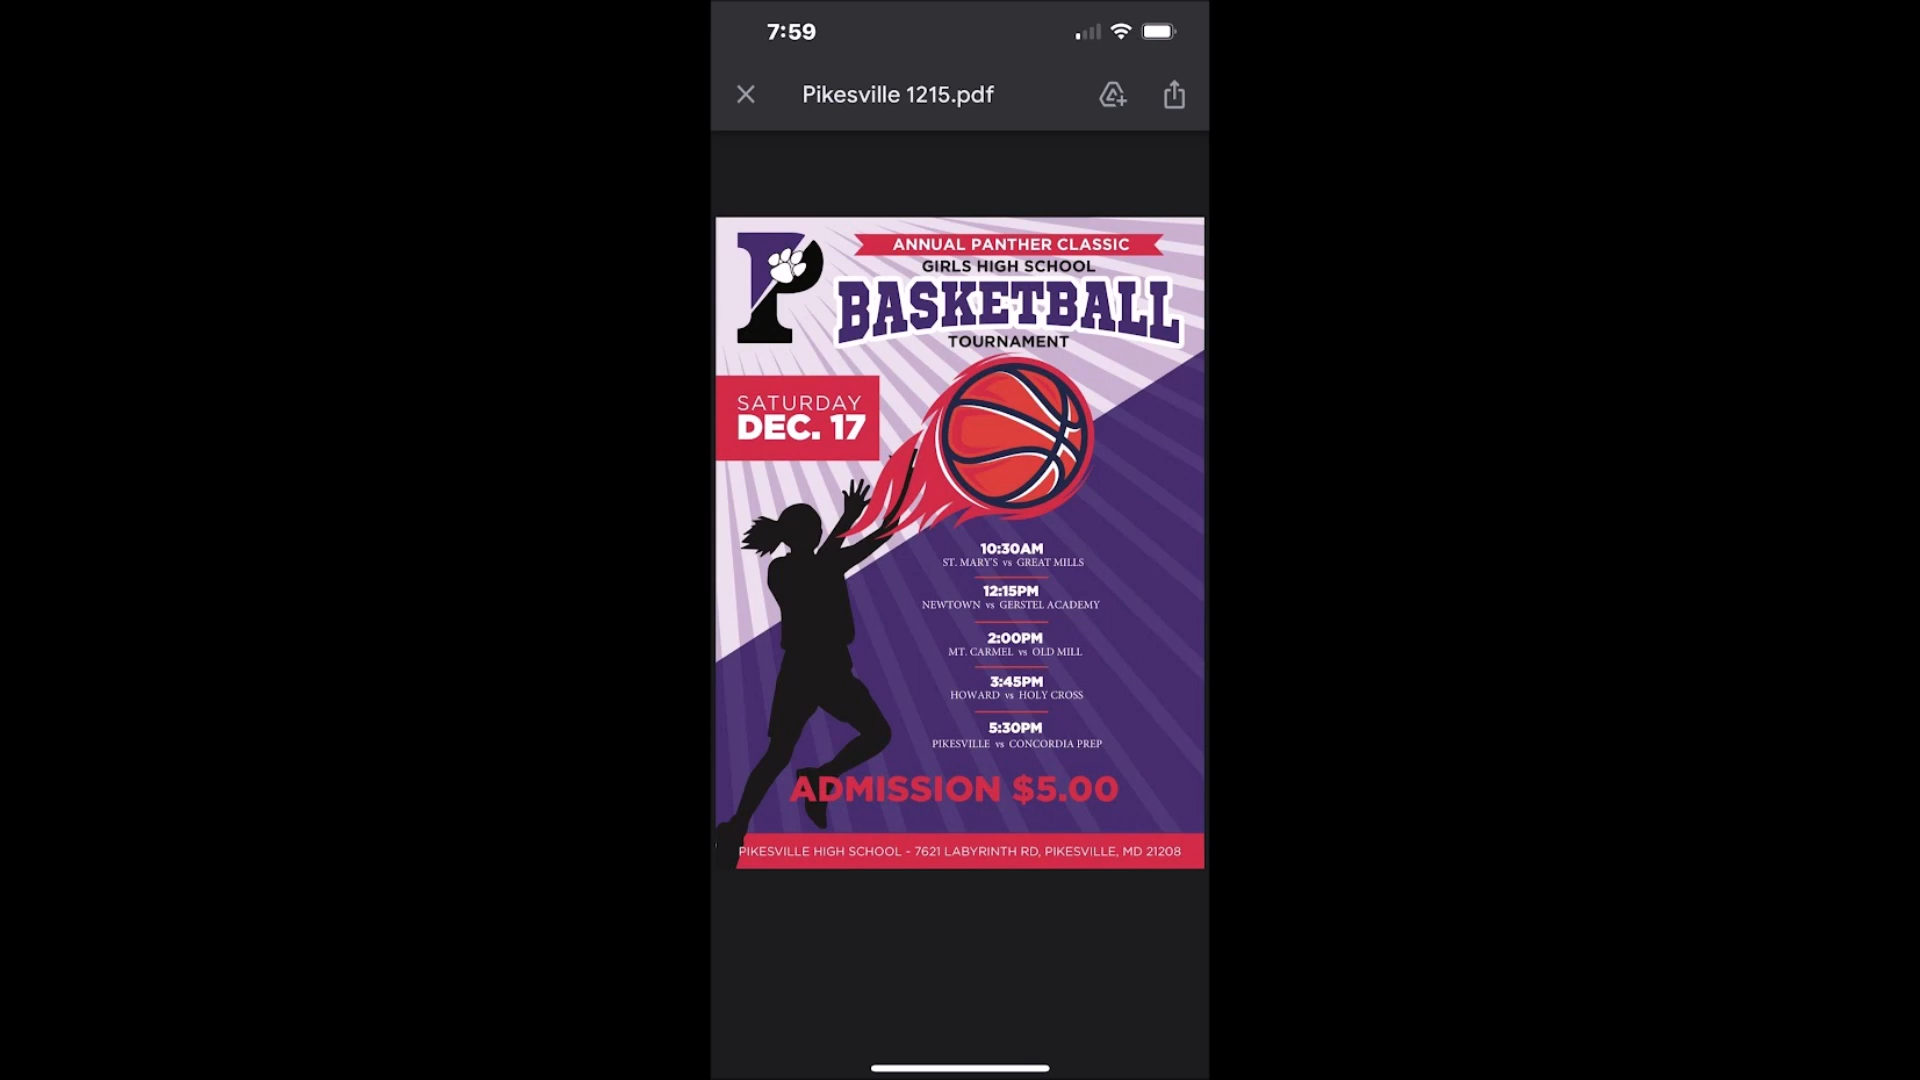 7:59
Pikesville 1215.pdf
P
ANNUAL PANTHER CLASSIC
GIRLS HIGH SCHOOL
BASKETBALL
TOURNAMENT
SATURDAY
DEC. 17
10:30AM
ST. MARY'S vs GREAT MILLS
12:15PM
NEWTOWN vs GERSTEL ACADEMY
2:00PM
MT. CARMEL vs OLD MILL
3:45PM
HOWARD vs HOLY CROSS
5:30PM
PIKESVILLE vs CONCORDIA PREP
ADMISSION $5.00
PIKESVILLE HIGH SCHOOL - 7621 LABYRINTH RD, PIKESVILLE, MD 21208